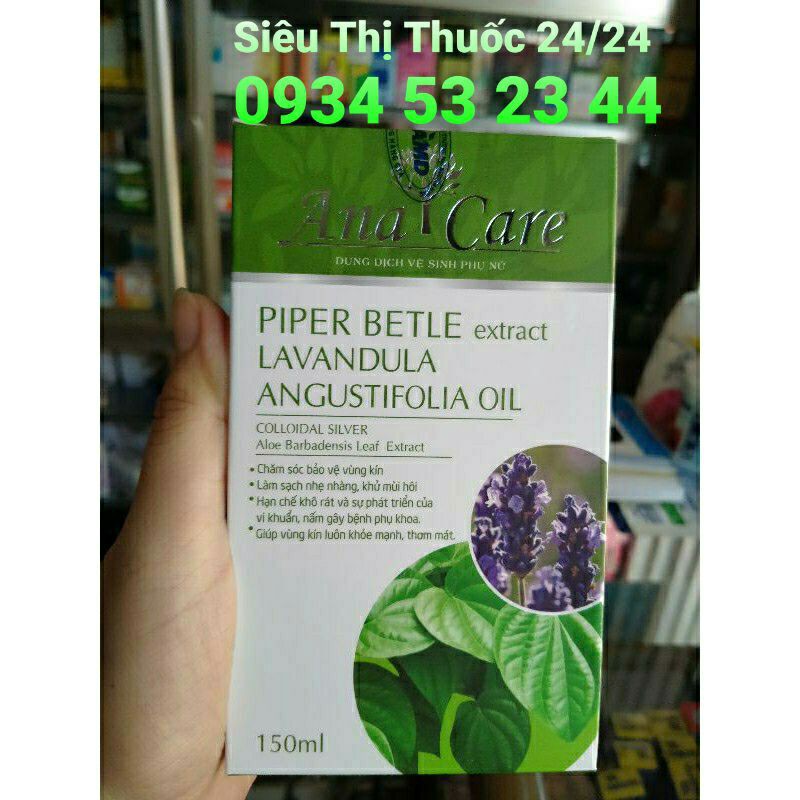 Siêu Thị Thuốc 24/24
0934 53 23 44
Ana Care
DUNG DỊCH VỆ SINH PHỤ NỮ
PIPER BETLE extract
LAVANDULA
ANGUSTIFOLIA OIL
COLLOIDAL SILVER
Aloe Barbadensis Leaf Extract
• Chăm sóc bảo vệ vùng kín
• Làm sạch nhẹ nhàng, khử mùi hôi
• Hạn chế khô rát và sự phát triển của
vi khuẩn, nấm gây bệnh phụ khoa.
• Giúp vùng kín luôn khỏe mạnh, thơm mát.
150ml